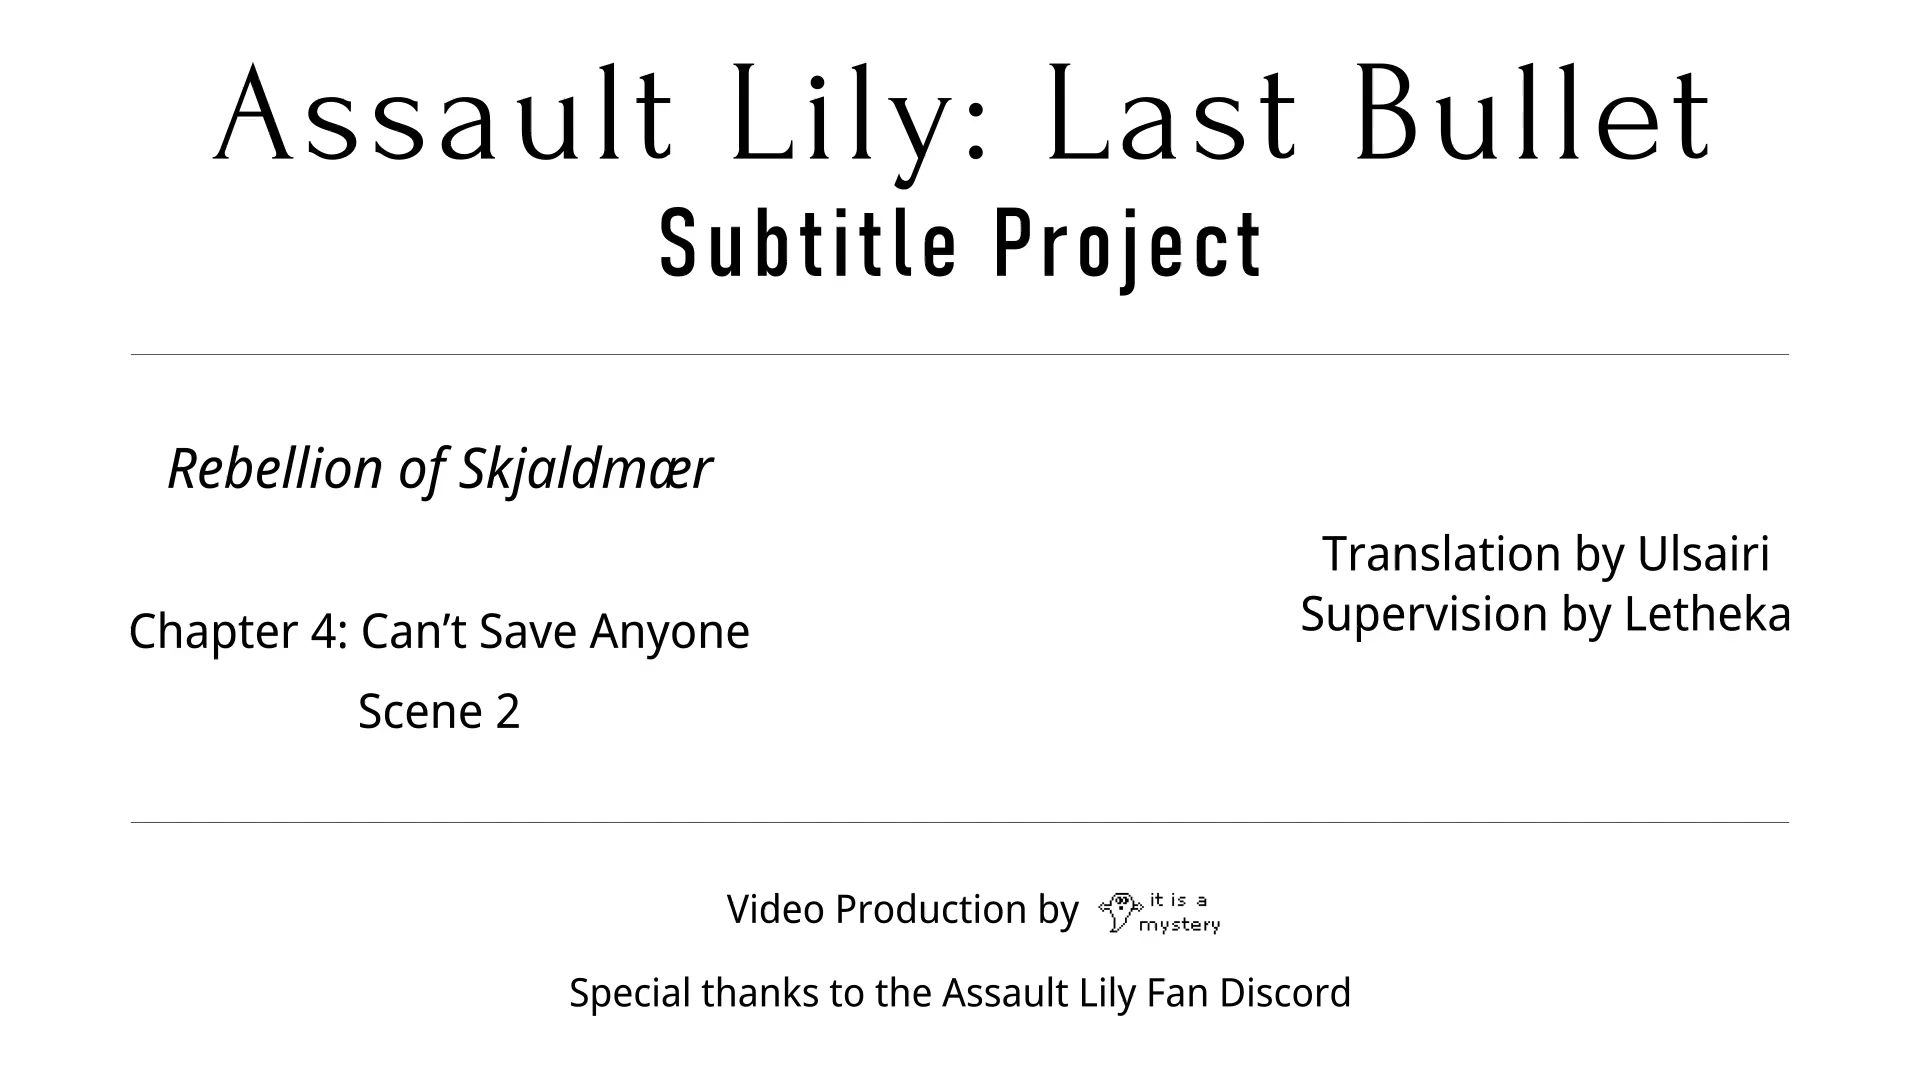 Assault Lily: Last Bullet
Subtitle Project
Rebellion of Skjaldmær
Chapter 4: Can’t Save Anyone
Scene 2
Translation by Ulsairi
Supervision by Letheka
Video Production by it is a mystery
Special thanks to the Assault Lily Fan Discord